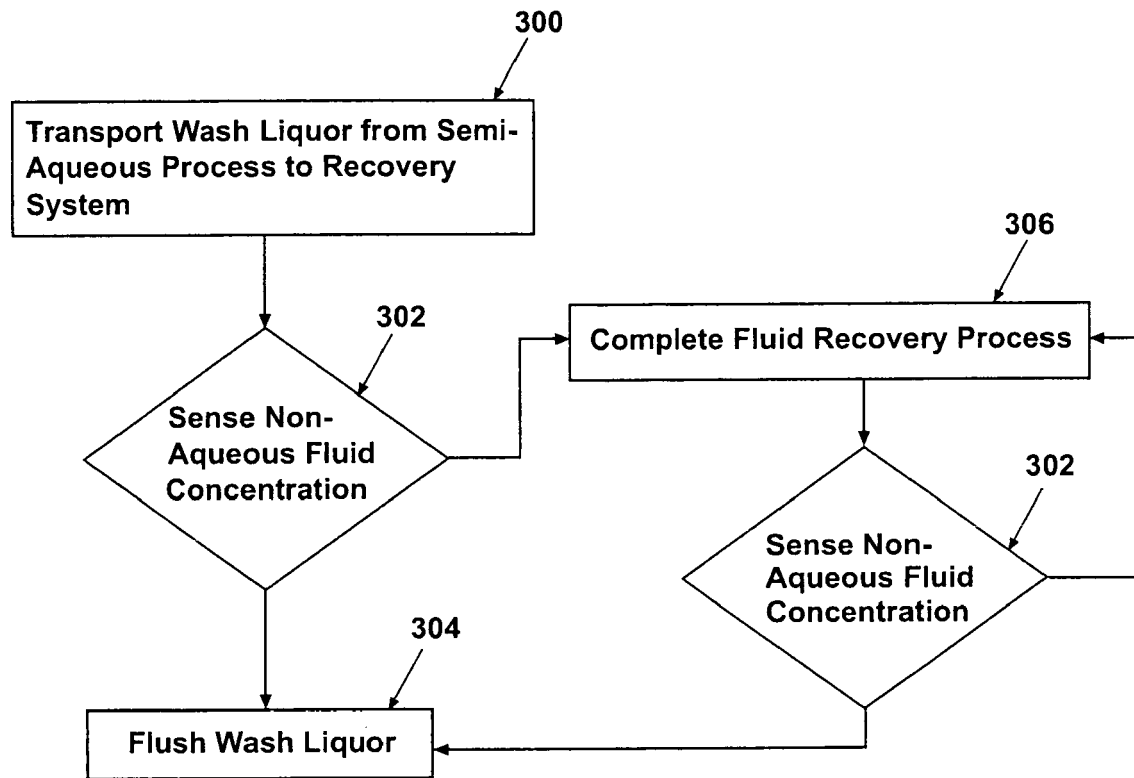 300
Transport Wash Liquor from Semi-
Aqueous Process to Recovery
System
306
302
Complete Fluid Recovery Process
Sense Non-
Aqueous Fluid
Concentration
302
Sense Non-
Aqueous Fluid
Concentration
304
Flush Wash Liquor